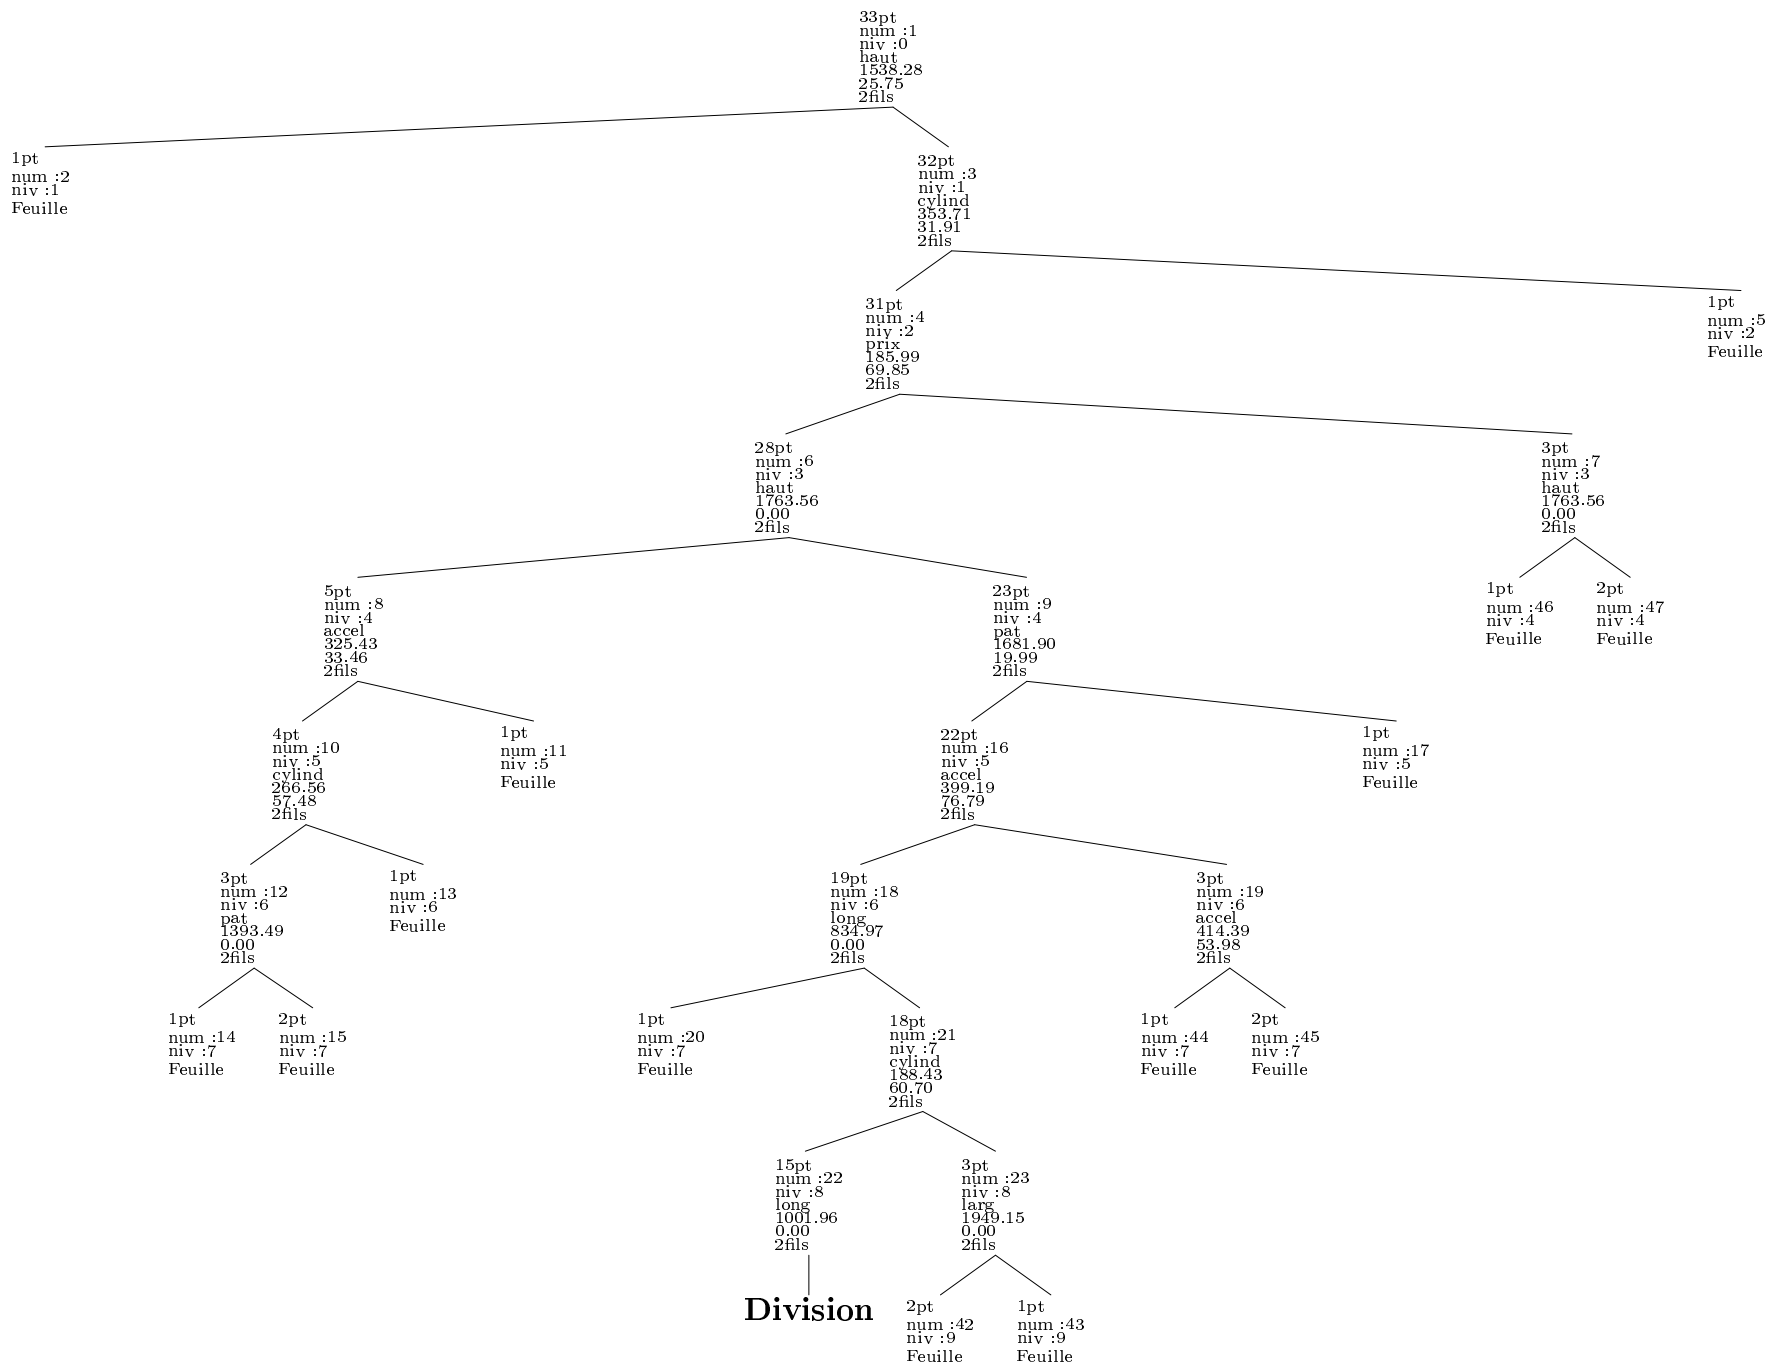 33pt
num :1
niv :0
haut
1538.28
25.75
2fils
1pt
num :2
niv :1
Feuille
32pt
num :3
niv :1
cylind
353.71
31.91
2fils
31pt
num :4
niv :2
prix
185.99
69.85
2fils
1pt
num :5
niv :2
Feuille
28pt
num :6
niv :3
haut
1763.56
0.00
2fils
3pt
num :7
niv :3
haut
1763.56
0.00
2fils
5pt
num :8
niv :4
accel
325.43
33.46
2fils
23pt
num :9
niv :4
pat
1681.90
19.99
2fils
1pt
num :46
niv :4
Feuille
2pt
num :47
niv :4
Feuille
4pt
num :10
niv :5
cylind
266.56
57.48
2fils
1pt
num :11
niv :5
Feuille
22pt
num :16
niv :5
accel
399.19
76.79
2fils
1pt
num :17
niv :5
Feuille
3pt
num :12
niv :6
pat
1393.49
0.00
2fils
1pt
num :13
niv :6
Feuille
19pt
num :18
niv :6
long
834.97
0.00
2fils
3pt
num :19
niv :6
accel
414.39
53.98
2fils
1pt
num :14
niv :7
Feuille
2pt
num :15
niv :7
Feuille
1pt
num :20
niv :7
Feuille
18pt
num :21
niv :7
cylind
188.43
60.70
2fils
1pt
num :44
niv :7
Feuille
2pt
num :45
niv :7
Feuille
15pt
num :22
niv :8
long
1001.96
0.00
2fils
3pt
num :23
niv :8
larg
1949.15
0.00
2fils
Division
2pt
num :42
niv :9
Feuille
1pt
num :43
niv :9
Feuille